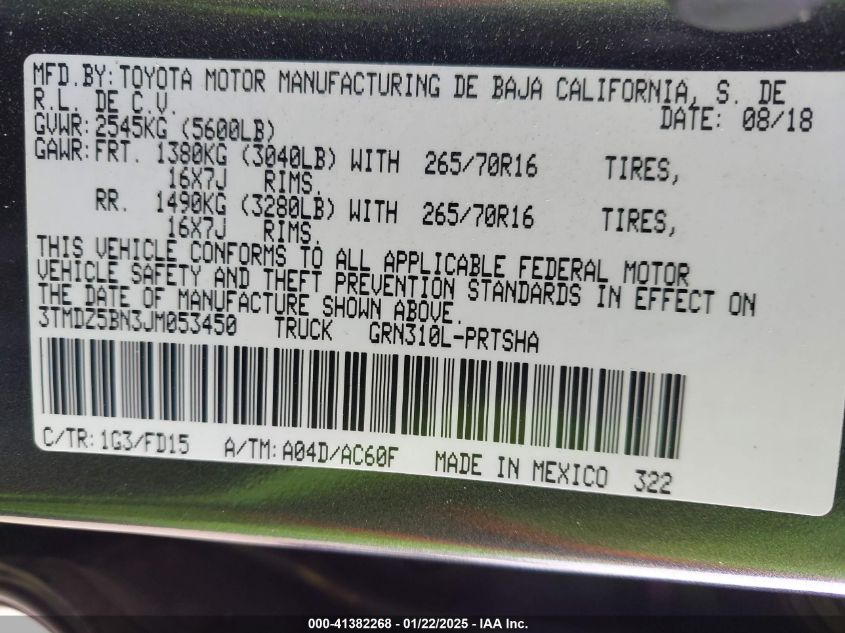 MFD.BY: TOYOTA MOTOR MANUFACTURING DE BAJA CALIFORNIA, S. DE
R.L. DE C.V.
DATE: 08/18
GVWR: 2545KG (5600LB)
GAWR: FRT. 1380KG (3040LB) WITH 265/70R16 TIRES,
16X7J RIMS.
RR. 1490KG (3280LB) WITH 265/70R16 TIRES,
16X7J RIMS.
THIS VEHICLE CONFORMS TO ALL APPLICABLE FEDERAL MOTOR
VEHICLE SAFETY AND THEFT PREVENTION STANDARDS IN EFFECT ON
THE DATE OF MANUFACTURE SHOWN ABOVE.
3TMDZ5BN3JM053450 TRUCK GRN310L-PRTSHA
C/TR: 1G3/FD15 A/TM: A04D/AC60F MADE IN MEXICO 322
000-41382268 - 01/22/2025 - PRTSA Inc.